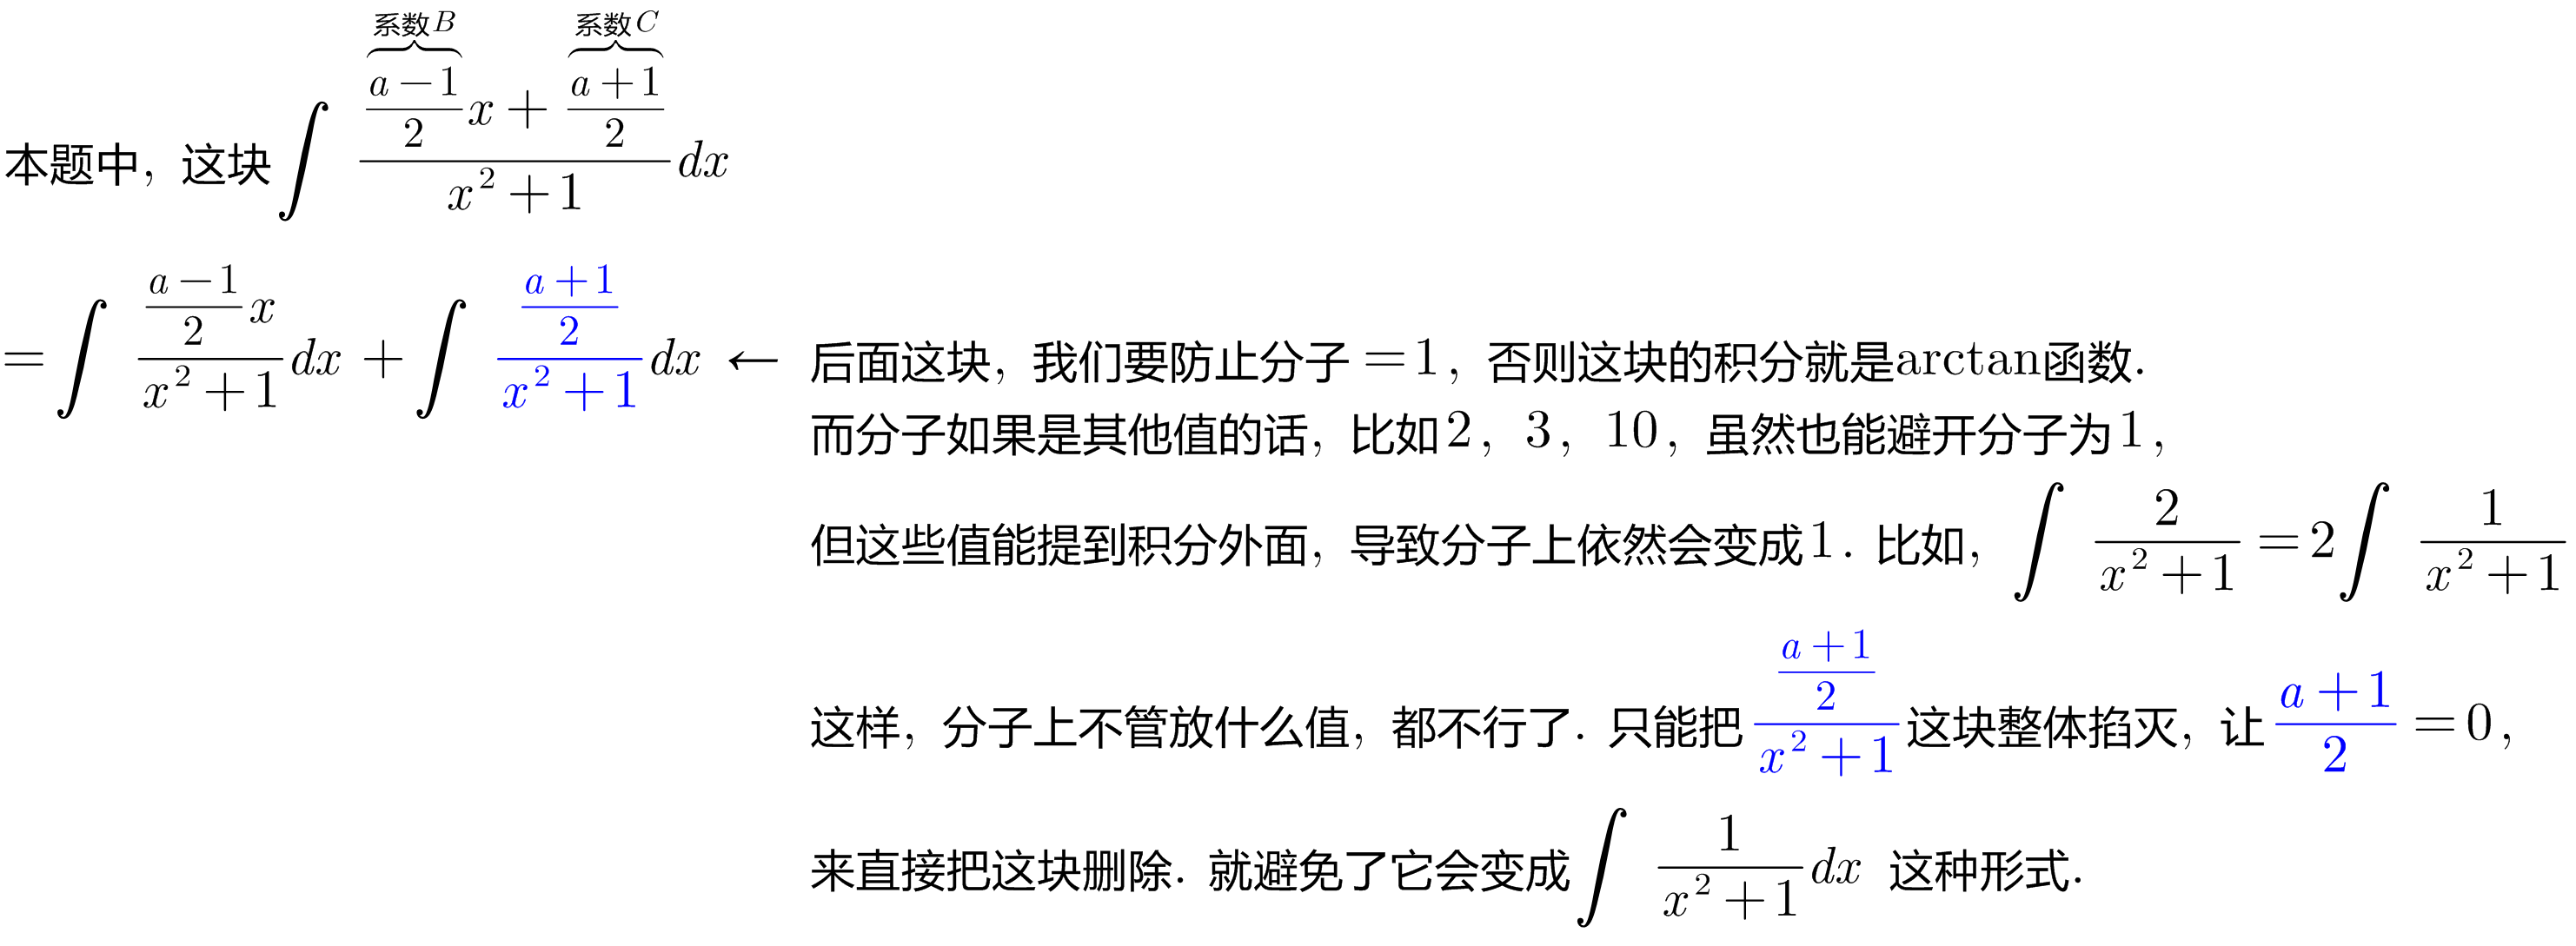 本题中，这块 $\int \frac{\overbrace{\frac{a-1}{2}}^{系数B}x+\overbrace{\frac{a+1}{2}}^{系数C}}{x^2+1}dx$
$=\int \frac{\frac{a-1}{2}x}{x^2+1}dx+\int \frac{\frac{a+1}{2}}{x^2+1}dx$ ← 后面这块，我们要防止分子 $=1$，否则这块的积分就是arctan函数.
而分子如果是其他值的话，比如2，3，10，虽然也能避开分子为1，
但这些值能提到积分外面，导致分子上依然会变成1. 比如，$\int \frac{2}{x^2+1}=2\int \frac{1}{x^2+1}$
这样，分子上不管放什么值，都不行了. 只能把 $\frac{\frac{a+1}{2}}{x^2+1}$ 这块整体掐灭，让 $\frac{a+1}{2}=0$，
来直接把这块删除. 就避免了它会变成 $\int \frac{1}{x^2+1}dx$ 这种形式.